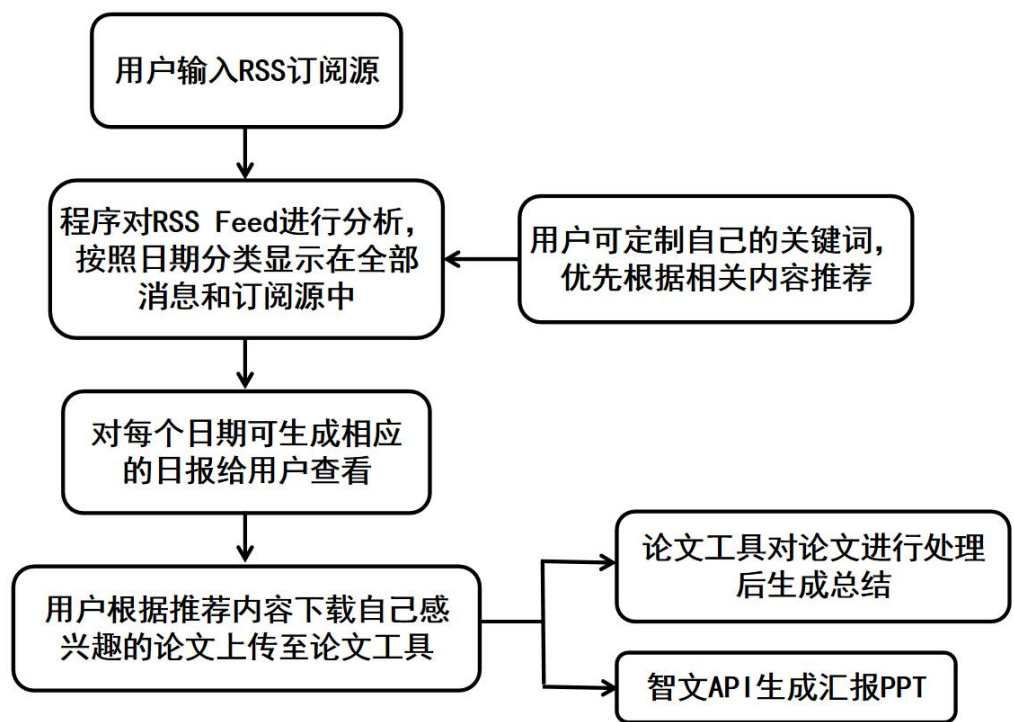 用户输入RSS订阅源
程序对RSS Feed进行分析，
按照日期分类显示在全部
消息和订阅源中
用户可定制自己的关键词，
优先根据相关内容推荐
对每个日期可生成相应
的日报给用户查看
用户根据推荐内容下载自己感
兴趣的论文上传至论文工具
论文工具对论文进行处理
后生成总结
智文API生成汇报PPT